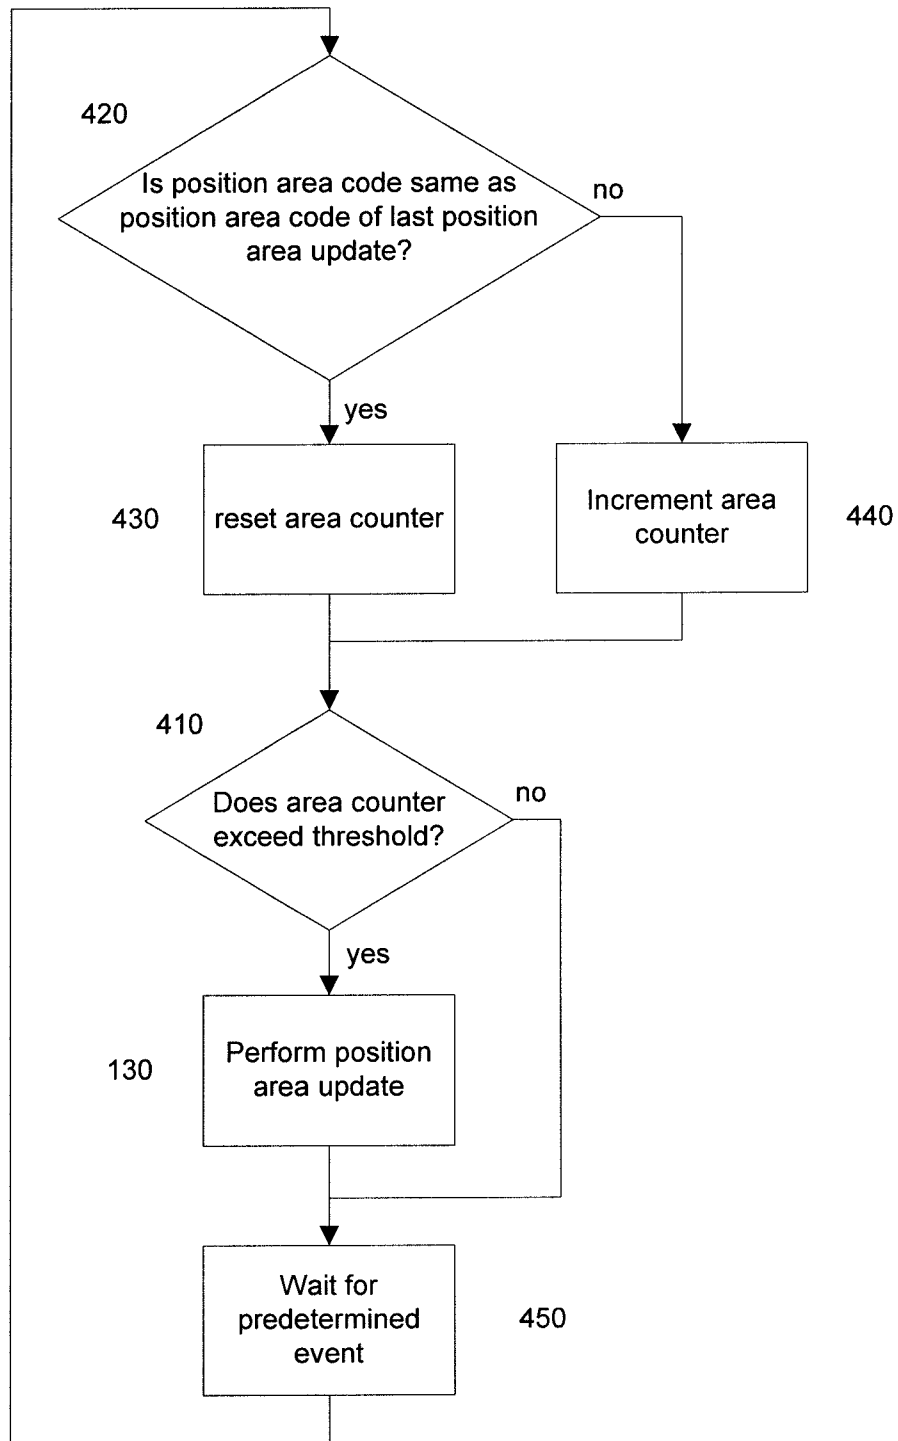 420
Is position area code same as
position area code of last position
area update?
no
yes
430
reset area counter
Increment area
counter
440
410
Does area counter
exceed threshold?
no
yes
130
Perform position
area update
Wait for
predetermined
event
450